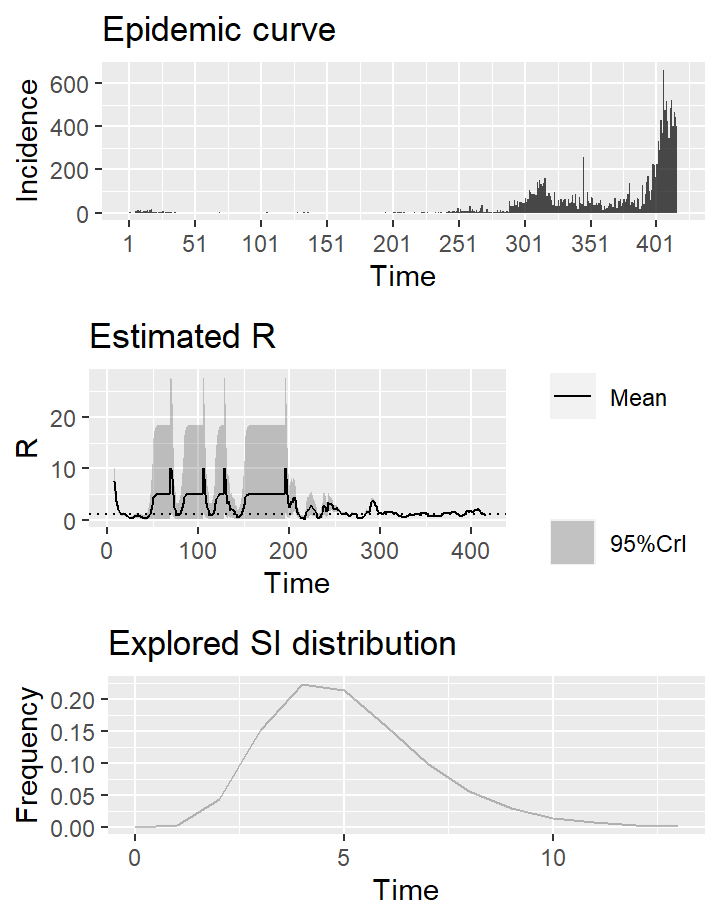 Epidemic curve
Incidence
600
400
200
0
1 51 101 151 201 251 301 351 401
Time
Estimated R
R
20
10
0
0 100 200 300 400
Time
Mean
95%CrI
Explored SI distribution
Frequency
0.20
0.15
0.10
0.05
0.00
0 5 10
Time